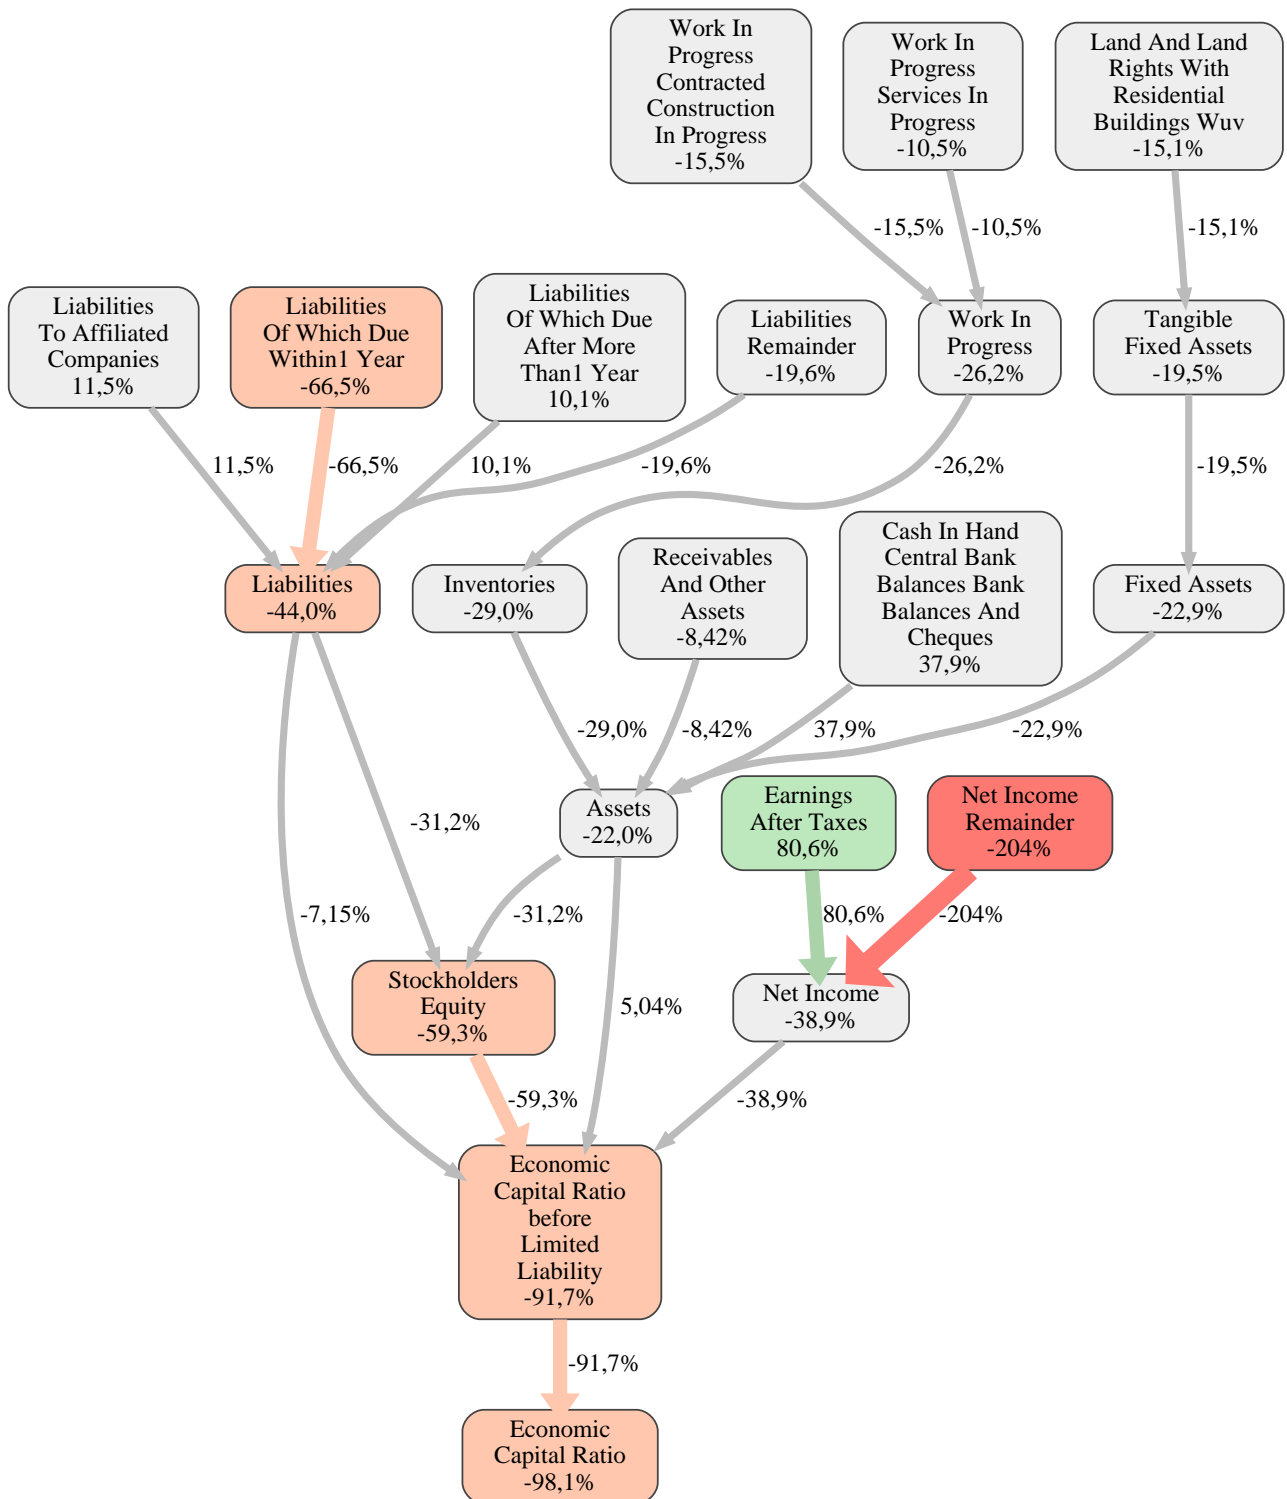 Work In
Progress
Contracted
Construction
In Progress
-15,5%
Work In
Progress
Services In
Progress
-10,5%
Land And Land
Rights With
Residential
Buildings Wuv
-15,1%
-15,5%
-10,5%
-15,1%
Liabilities
To Affiliated
Companies
11,5%
Liabilities
Of Which Due
Within1 Year
-66,5%
Liabilities
Of Which Due
After More
Than1 Year
10,1%
Liabilities
Remainder
-19,6%
Work In
Progress
-26,2%
Tangible
Fixed Assets
-19,5%
11,5%
-66,5%
10,1%
-19,6%
-26,2%
-19,5%
Liabilities
-44,0%
Inventories
-29,0%
Receivables
And Other
Assets
-8,42%
Cash In Hand
Central Bank
Balances Bank
Balances And
Cheques
37,9%
Fixed Assets
-22,9%
-29,0%
-8,42%
37,9%
-22,9%
-31,2%
Assets
-22,0%
Earnings
After Taxes
80,6%
Net Income
Remainder
-204%
-7,15%
-31,2%
80,6%
-204%
Stockholders
Equity
-59,3%
5,04%
Net Income
-38,9%
-59,3%
-38,9%
Economic
Capital Ratio
before
Limited
Liability
-91,7%
-91,7%
Economic
Capital Ratio
-98,1%